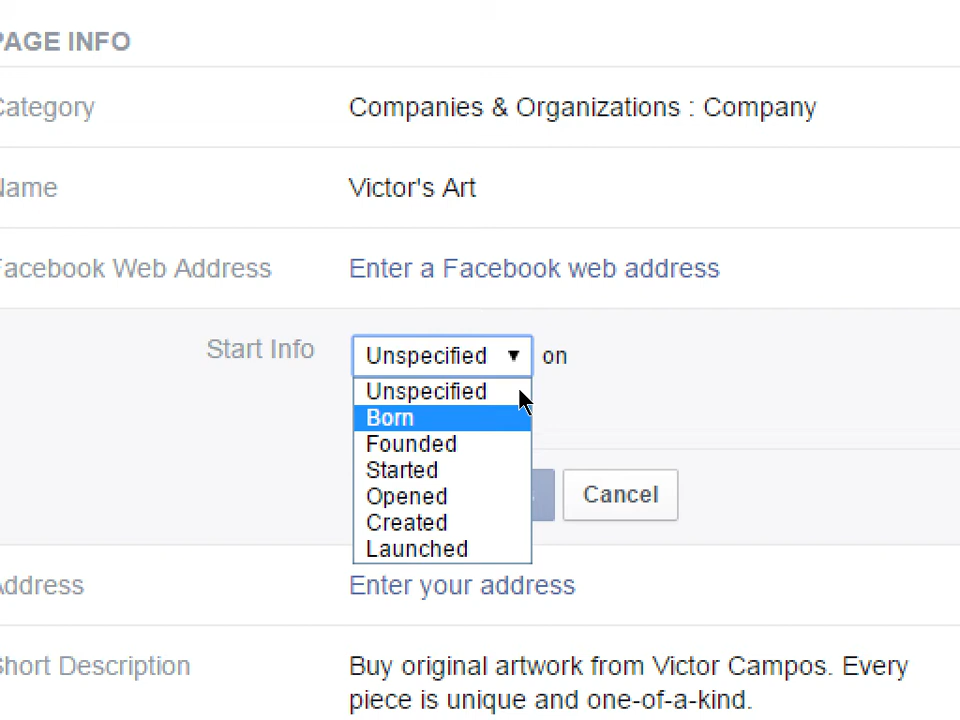 PAGE INFO
Category Companies & Organizations : Company
Name Victor's Art
Facebook Web Address Enter a Facebook web address
Start Info Unspecified ▼ on
Unspecified
Born
Founded
Started
Opened
Created
Launched
Cancel
Address Enter your address
Short Description Buy original artwork from Victor Campos. Every
piece is unique and one-of-a-kind.